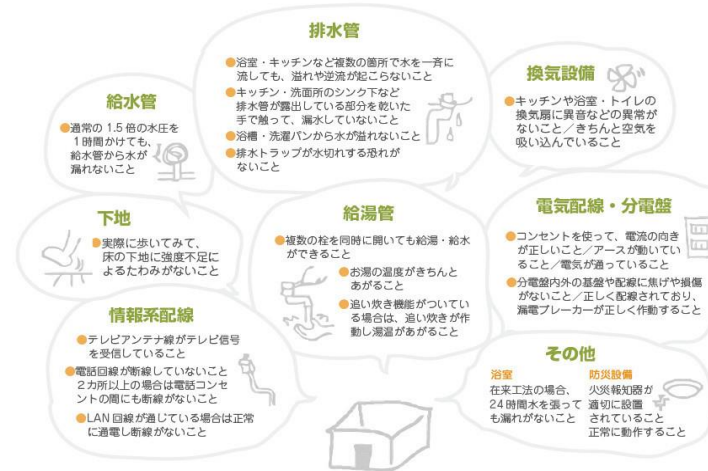 排水管
●浴室・キッチンなど複数の箇所で水を一斉に
流しても、溢れや逆流が起こらないこと
●キッチン・洗面所のシンク下など
排水管が露出している部分を乾いた
手で触って、漏水していないこと
●浴槽・洗濯パンから水が溢れないこと
●排水トラップが水切れする恐れが
ないこと
給水管
●通常の1.5倍の水圧を
1時間かけても、
給水管から水が
漏れないこと
換気設備
●キッチンや浴室・トイレの
換気扇に異音などの異常が
ないこと／きちんと空気を
吸い込んでいること
下地
●実際に歩いてみて、
床の下地に強度不足に
よるたわみがないこと
給湯管
●複数の栓を同時に開いても給湯・給水
ができること
●お湯の温度がきちんと
あがること
●追い炊き機能がついてい
る場合は、追い炊きが作
動し湯温があがること
電気配線・分電盤
●コンセントを使って、電流の向き
が正しいこと／アースが動いてい
ること／電気が通っていること
●分電盤内外の基盤や配線に焦げや損傷
がないこと／正しく配線されており、
漏電ブレーカーが正しく作動すること
情報系配線
●テレビアンテナ線がテレビ信号
を受信していること
●電話回線が断線していないこと
2カ所以上の場合は電話コンセ
ントの間にも断線がないこと
●LAN回線が通じている場合は正常
に通電し断線がないこと
その他
浴室
在来工法の場合、
24時間水を張って
も漏れがないこと
防災設備
火災報知器が
適切に設置
されていること
正常に動作すること